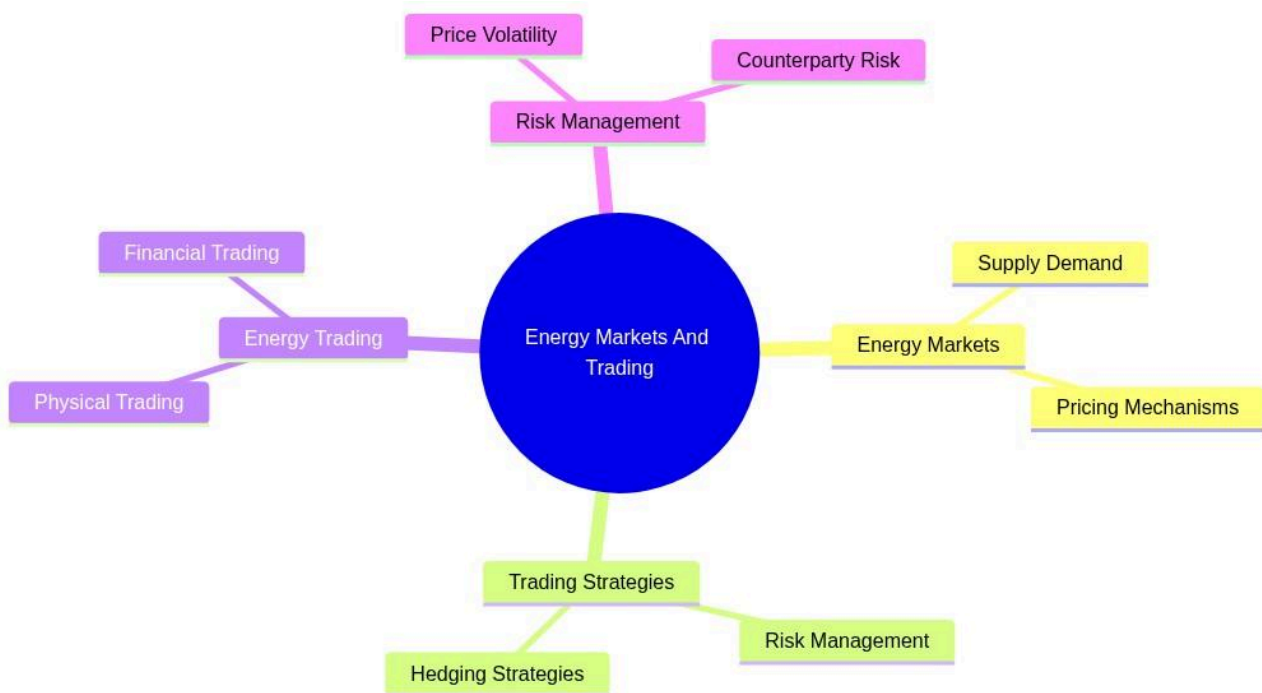 Price Volatility
Counterparty Risk
Risk Management
Financial Trading
Supply Demand
Energy Trading
Energy Markets And
Trading
Energy Markets
Physical Trading
Pricing Mechanisms
Trading Strategies
Risk Management
Hedging Strategies